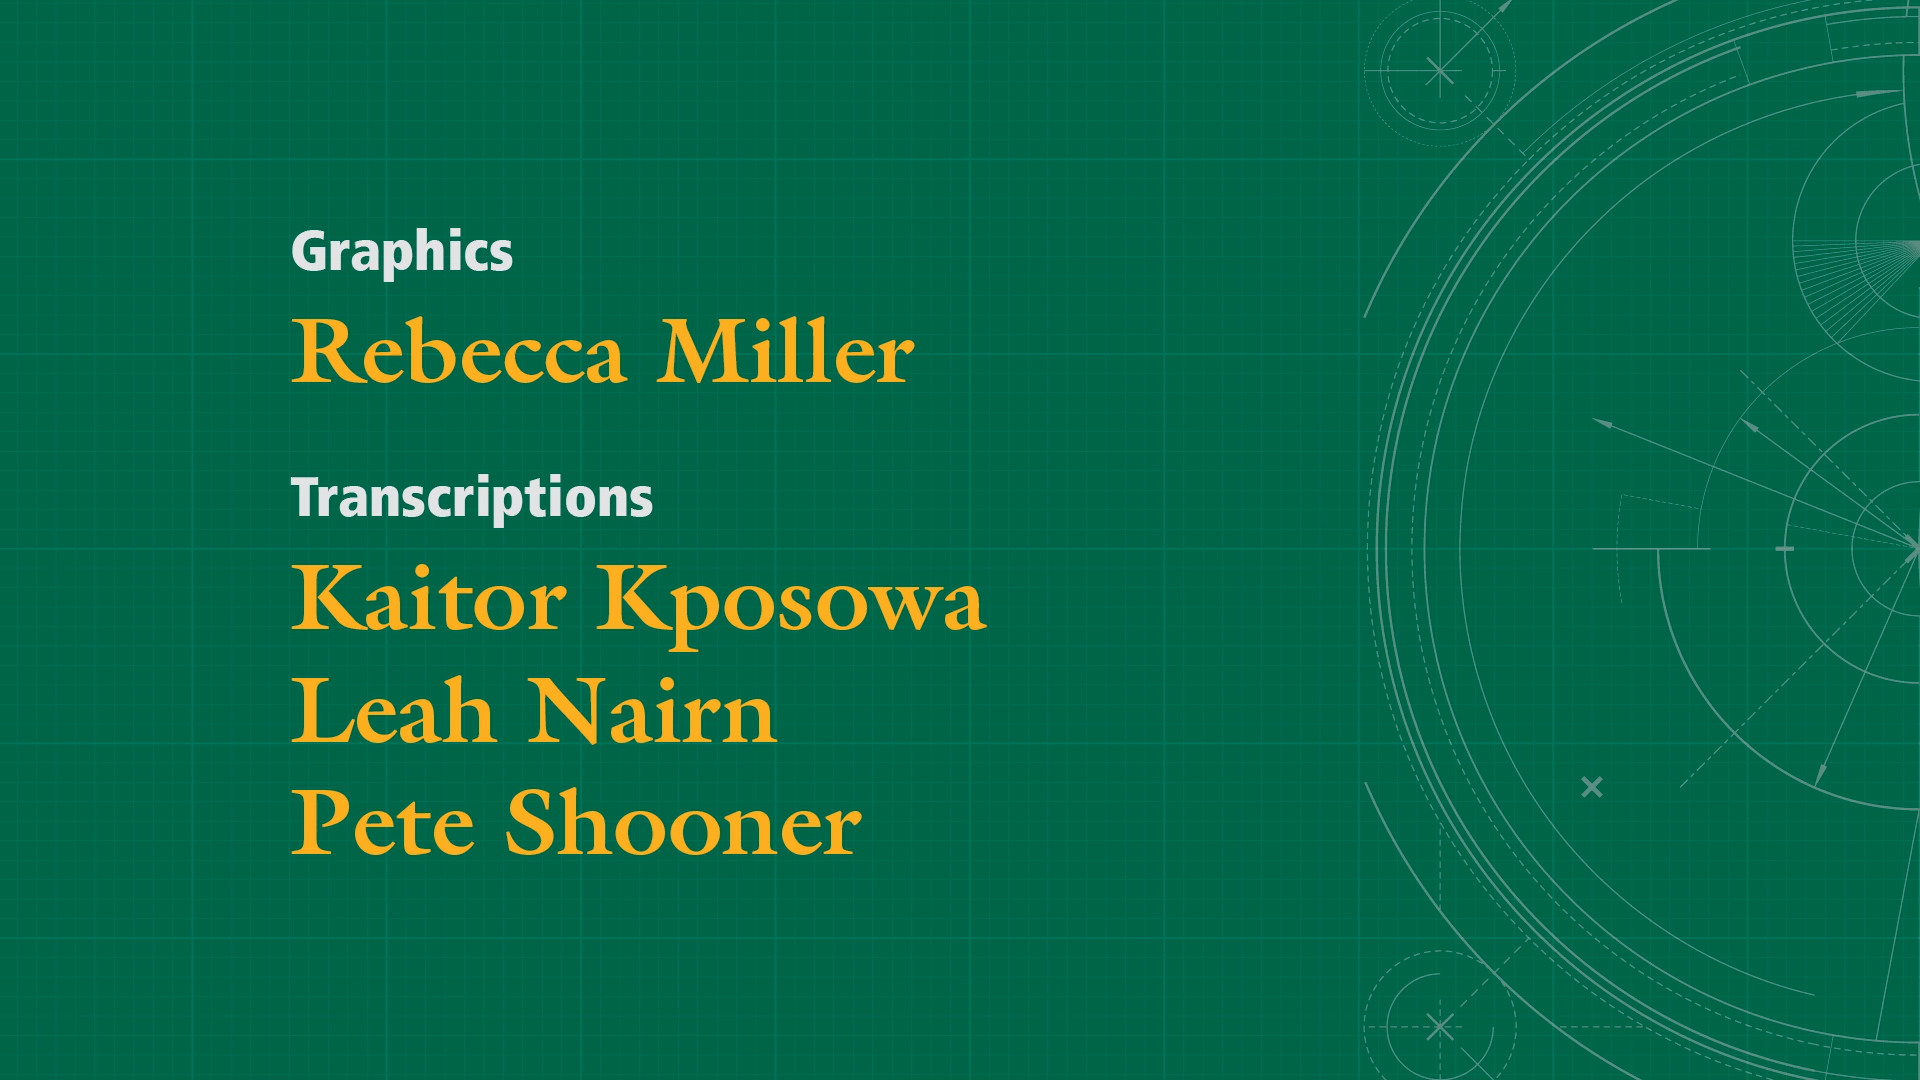 Graphics
Rebecca Miller
Transcriptions
Kaitor Kposowa
Leah Nairn
Pete Shooner